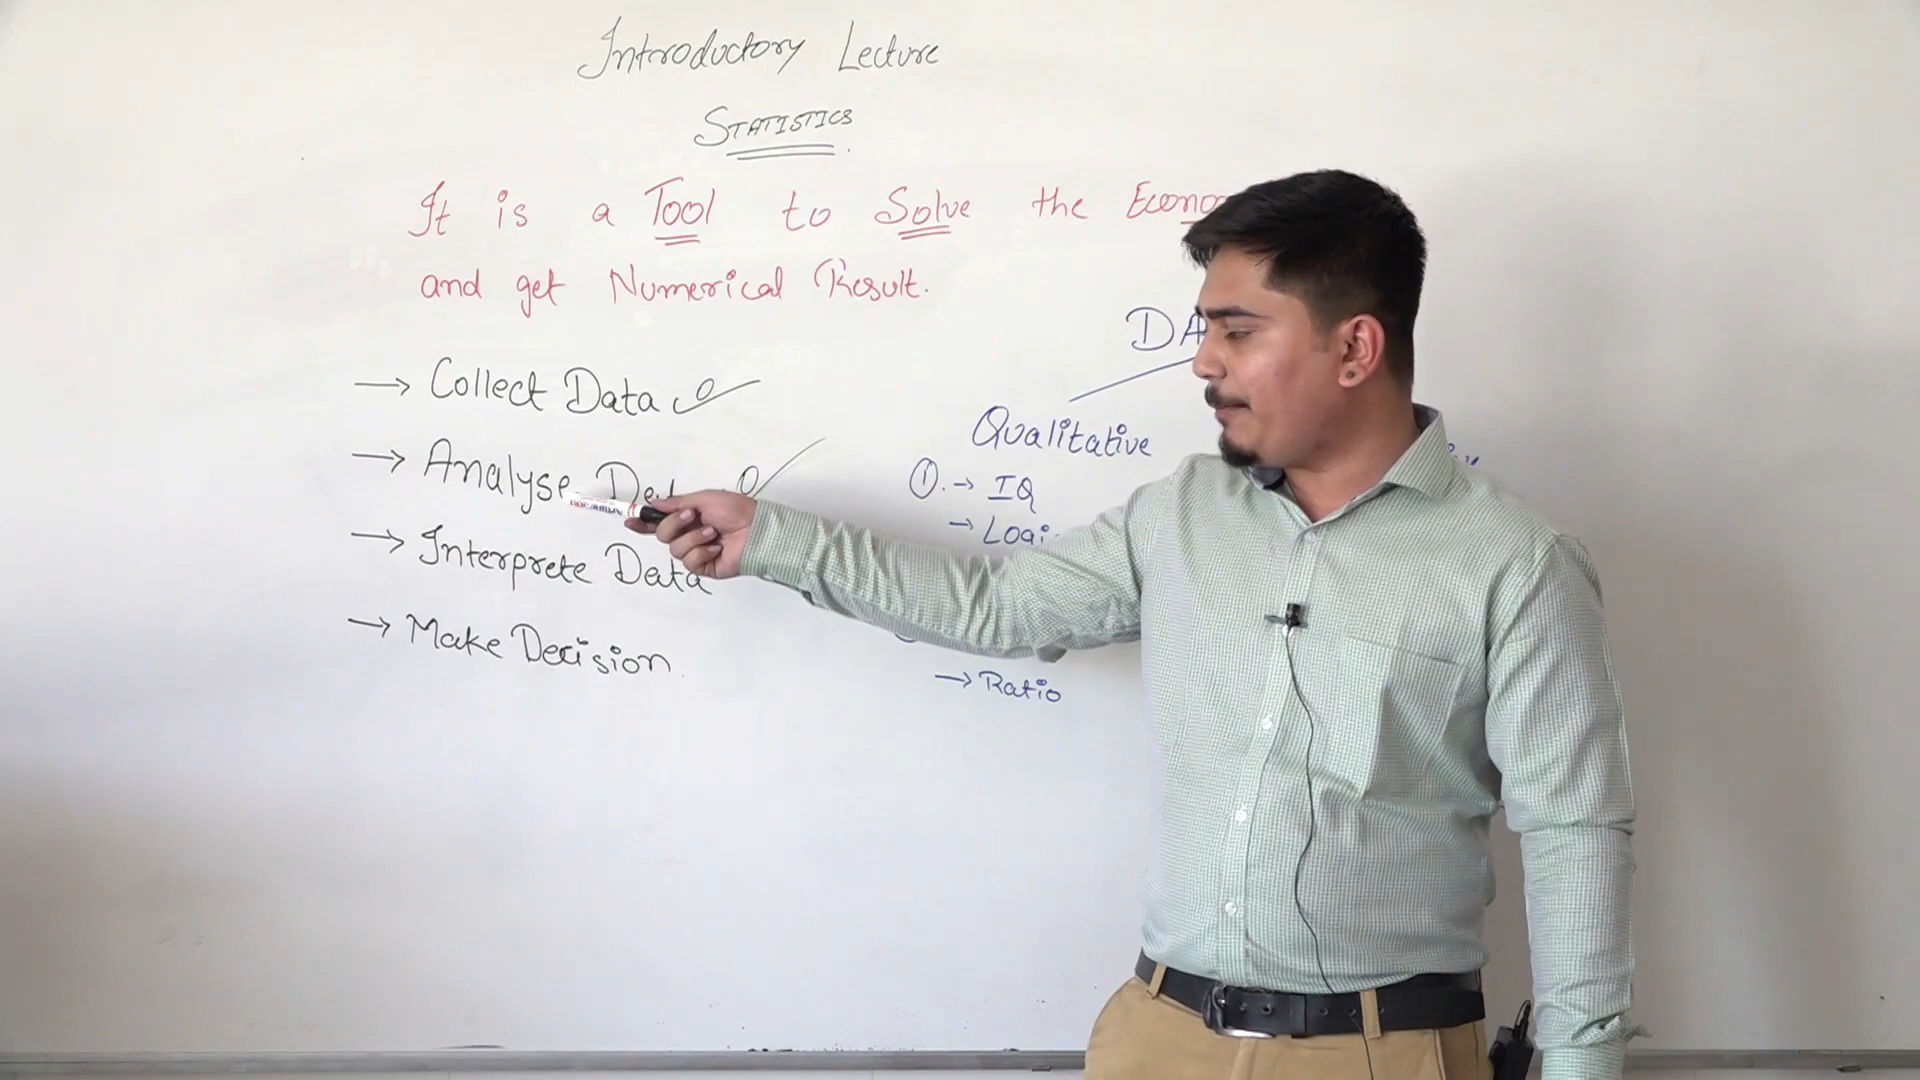 Introductory Lecture
STATISTICS
It is a Tool to Solve the
and get Numerical Result.
→ Collect Data
→ Analyse
→ Interprete Data
→ Make Decision.
Qualitative
①. → IQ
→ Ratio